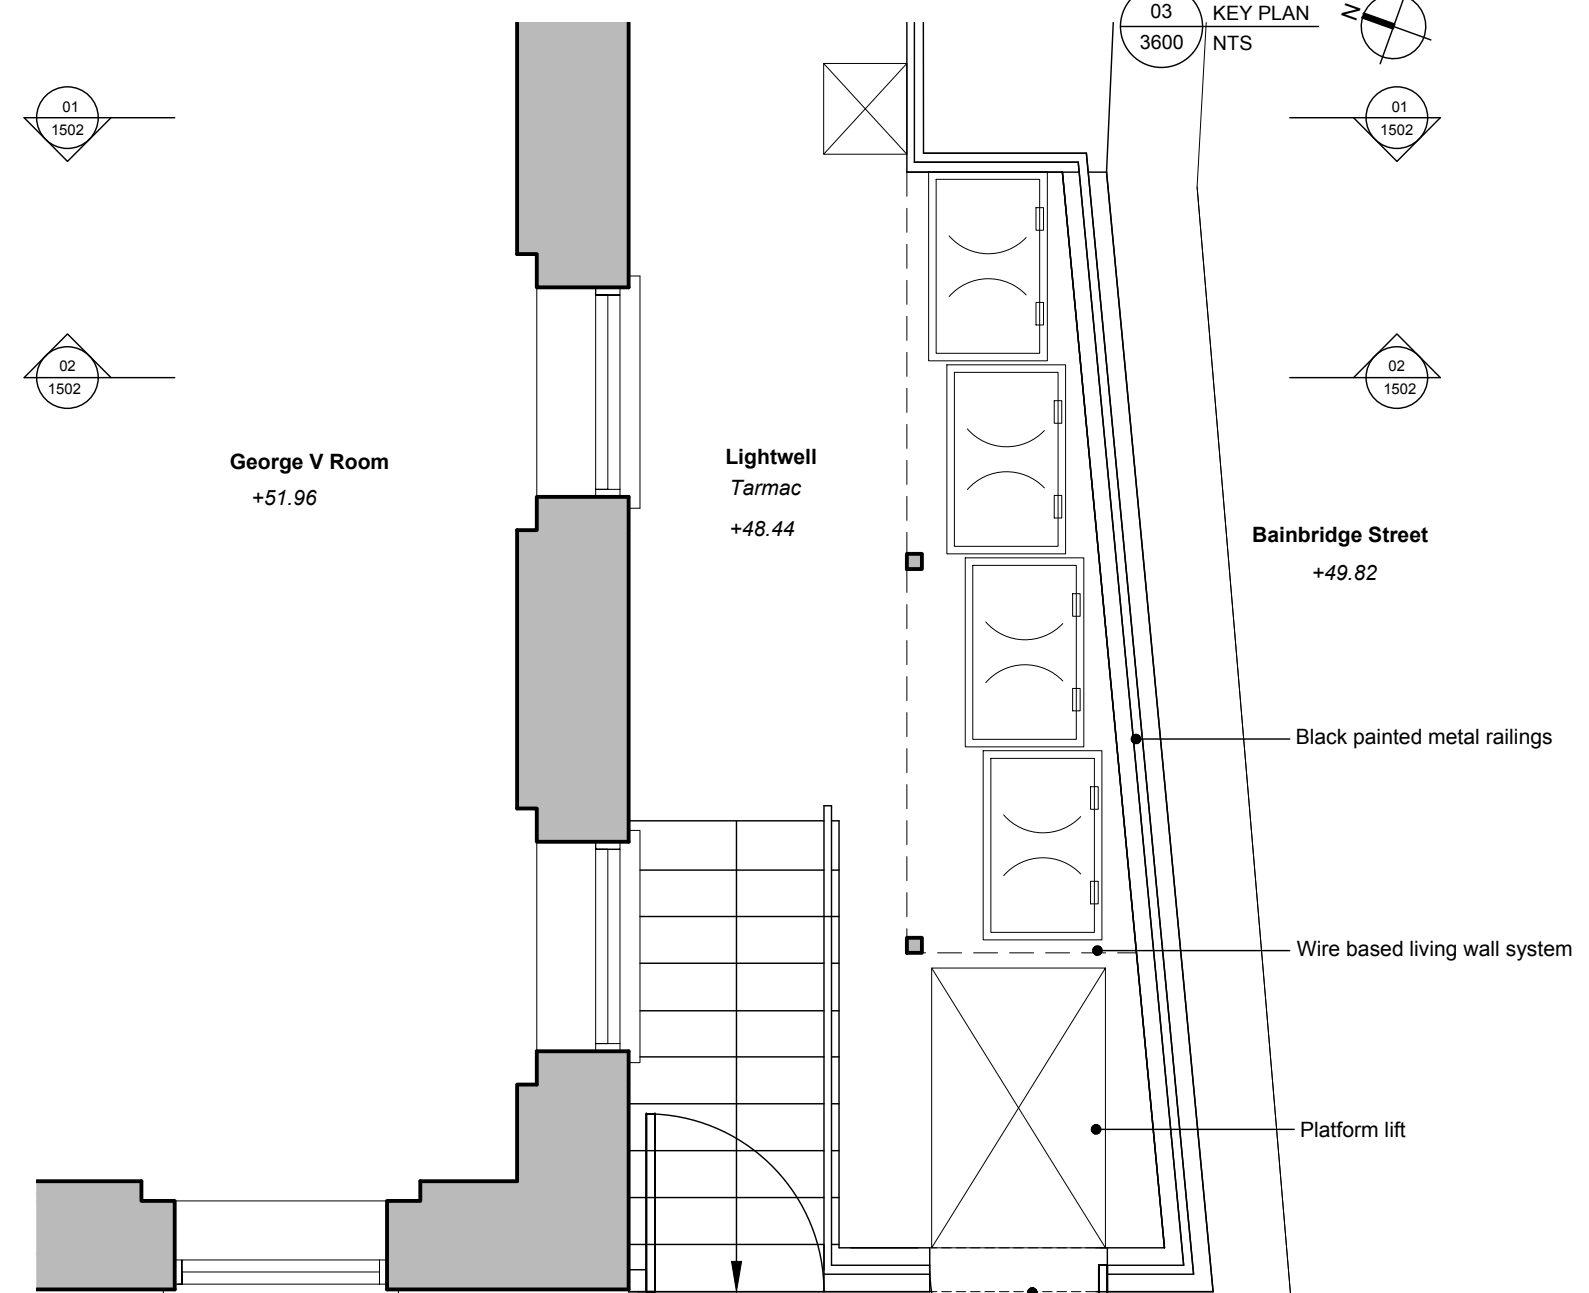 03
KEY PLAN
3600
NTS
N
01
1502
01
1502
02
1502
02
1502
George V Room
+51.96
Lightwell
Tarmac
+48.44
Bainbridge Street
+49.82
Black painted metal railings
Wire based living wall system
Platform lift